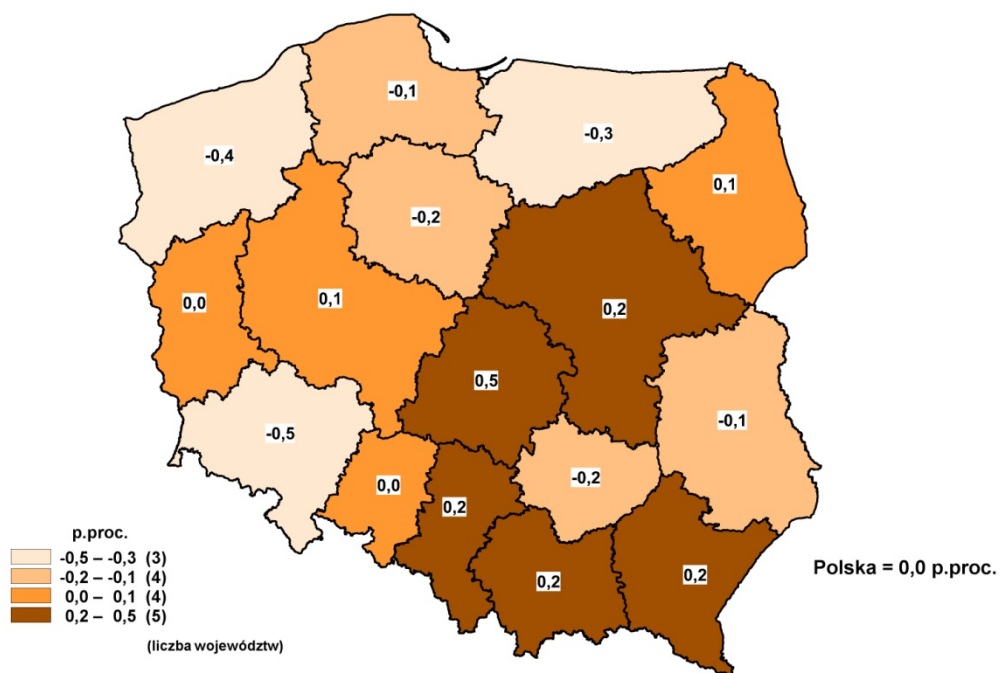 -0,1
-0,3
-0,4
0,1
-0,2
0,0
0,1
0,2
0,5
-0,1
-0,5
-0,2
0,0
0,2
0,2
0,2
p.proc.
-0,5 – -0,3 (3)
-0,2 – -0,1 (4)
0,0 – 0,1 (4)
0,2 – 0,5 (5)
(liczba województw)
Polska = 0,0 p.proc.